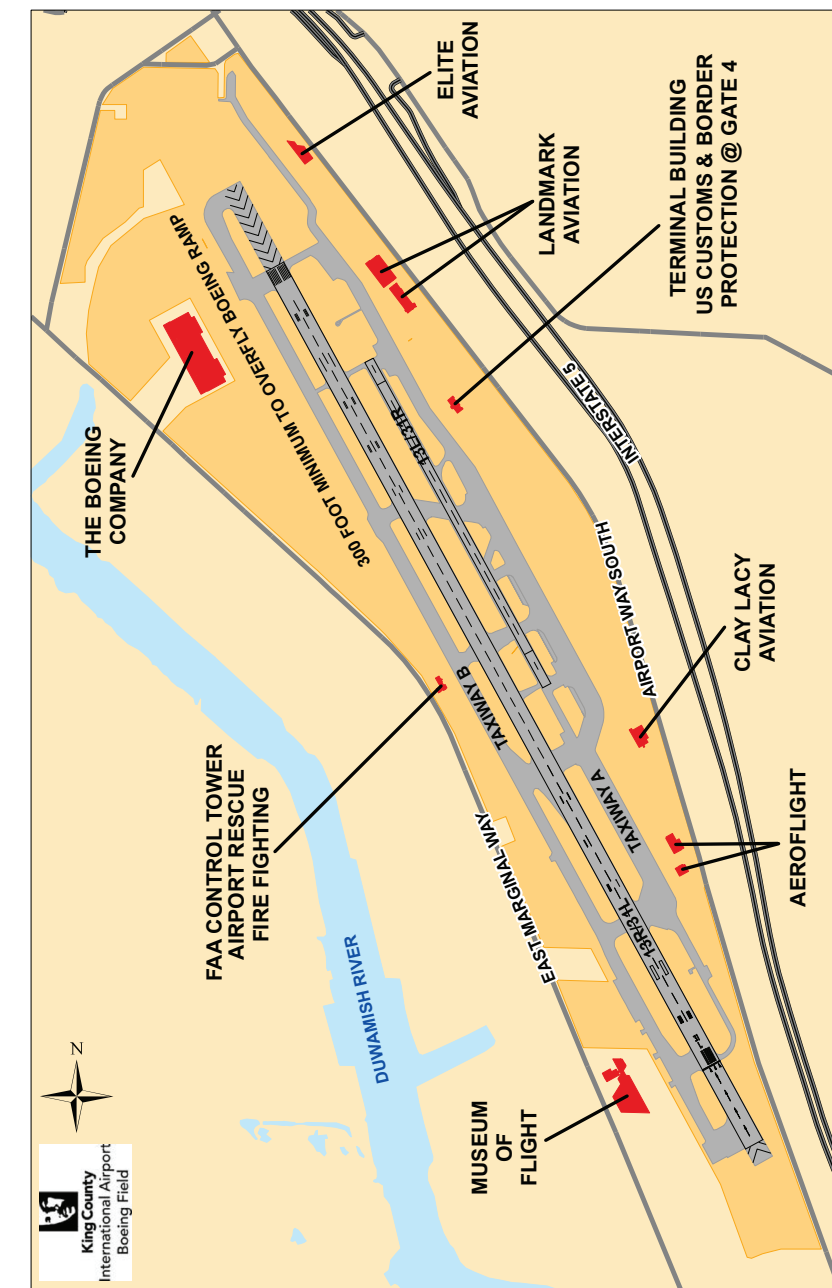 ELITE
AVIATION
LANDMARK
AVIATION
TERMINAL BUILDING
US CUSTOMS & BORDER
PROTECTION @ GATE 4
THE BOEING
COMPANY
300 FOOT MINIMUM TO OVERFLY BOEING RAMP
13L/31R
INTERSTATE 5
FAA CONTROL TOWER
AIRPORT RESCUE
FIRE FIGHTING
TAXIWAY B
AIRPORT WAY SOUTH
CLAY LACY
AVIATION
EAST MARGINAL WAY
TAXIWAY A
AEROFLIGHT
13R/31L
DUWAMISH RIVER
MUSEUM
OF
FLIGHT
N
King County
International Airport
Boeing Field